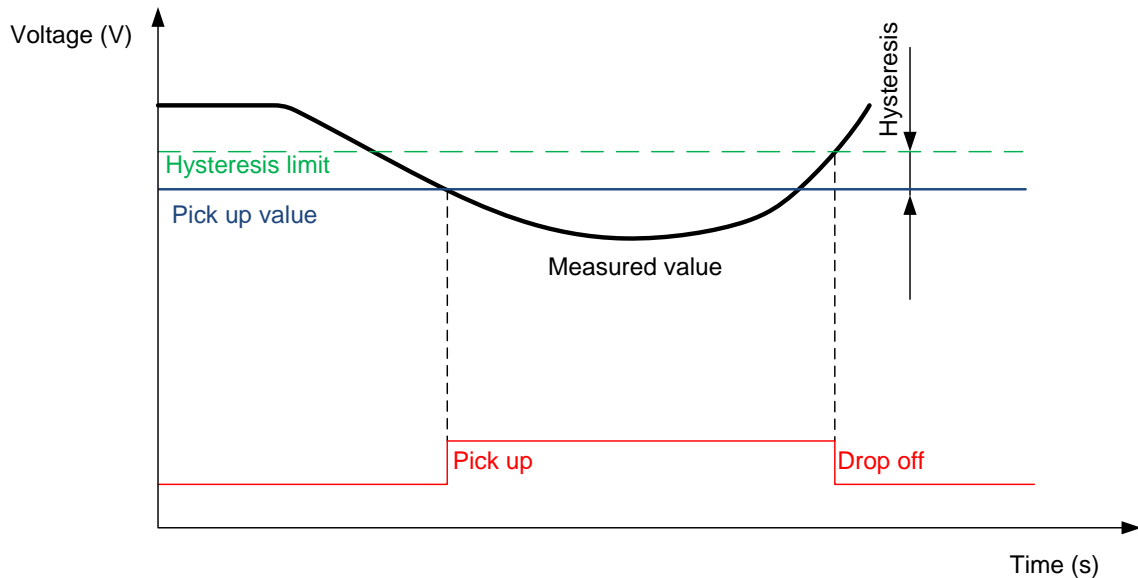 Voltage (V)
Hysteresis
Hysteresis limit
Pick up value
Measured value
Pick up
Drop off
Time (s)